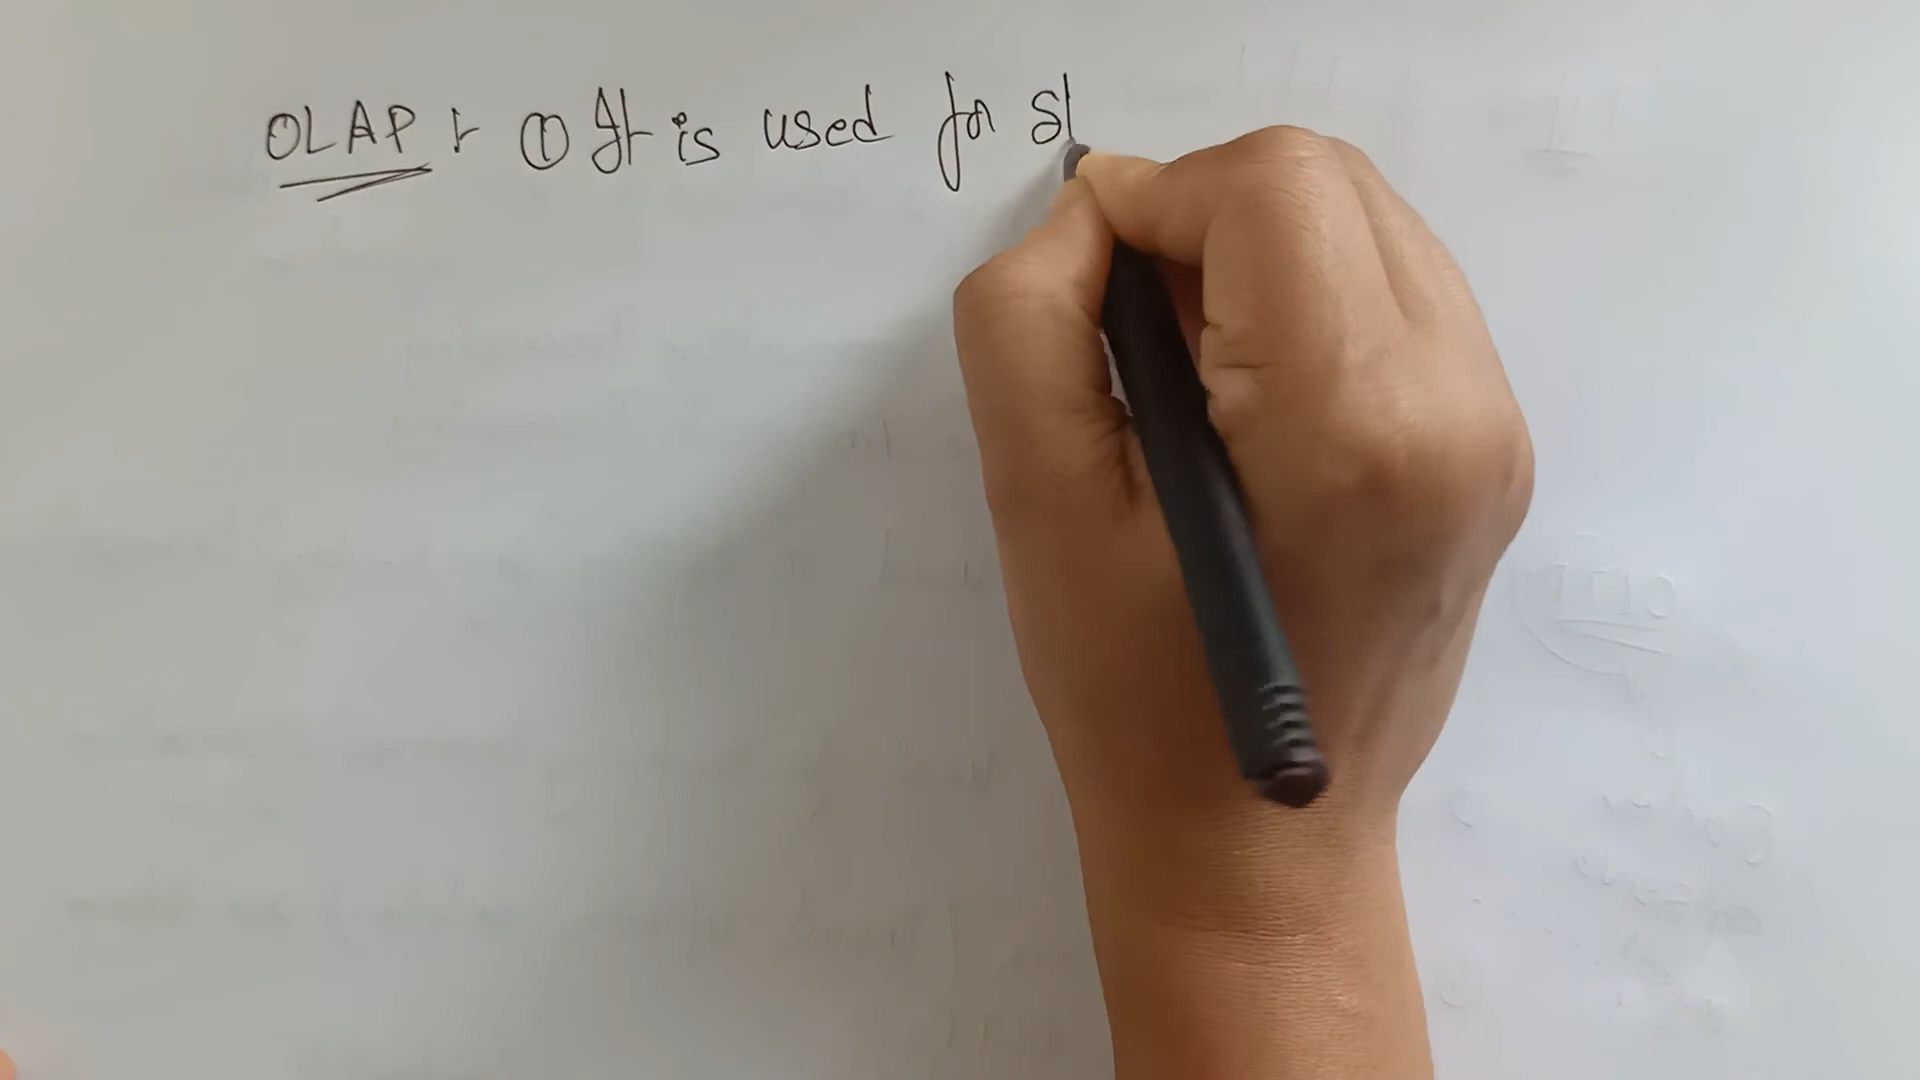 OLAP :- ① It is used for